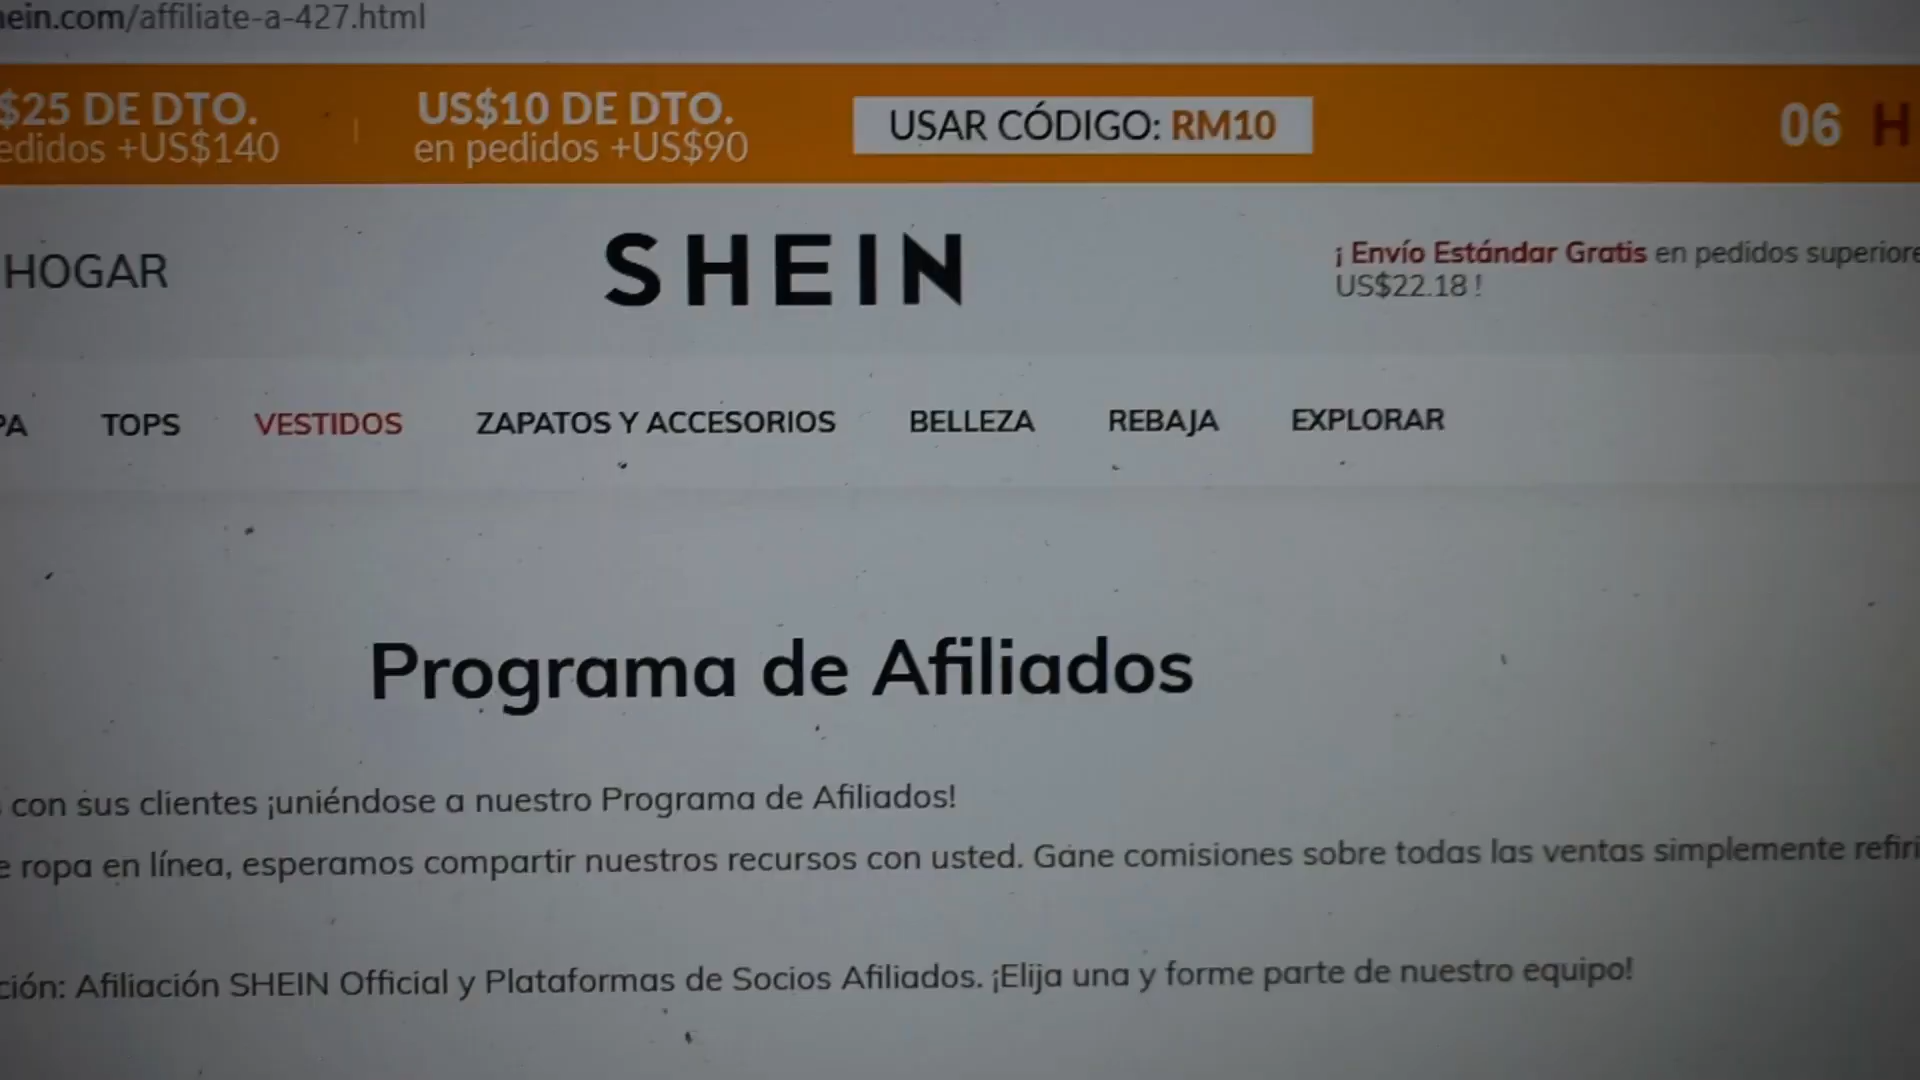 ein.com/affiliate-a-427.html
$25 DE DTO.
edidos +US$140
US$10 DE DTO.
en pedidos +US$90
USAR CÓDIGO: RM10
06 H
HOGAR
SHEIN
¡ Envío Estándar Gratis en pedidos superiore
US$22.18 !
PA TOPS VESTIDOS ZAPATOS Y ACCESORIOS BELLEZA REBAJA EXPLORAR
Programa de Afiliados
con sus clientes ¡uniéndose a nuestro Programa de Afiliados!
e ropa en línea, esperamos compartir nuestros recursos con usted. Gane comisiones sobre todas las ventas simplemente refiri
ción: Afiliación SHEIN Official y Plataformas de Socios Afiliados. ¡Elija una y forme parte de nuestro equipo!